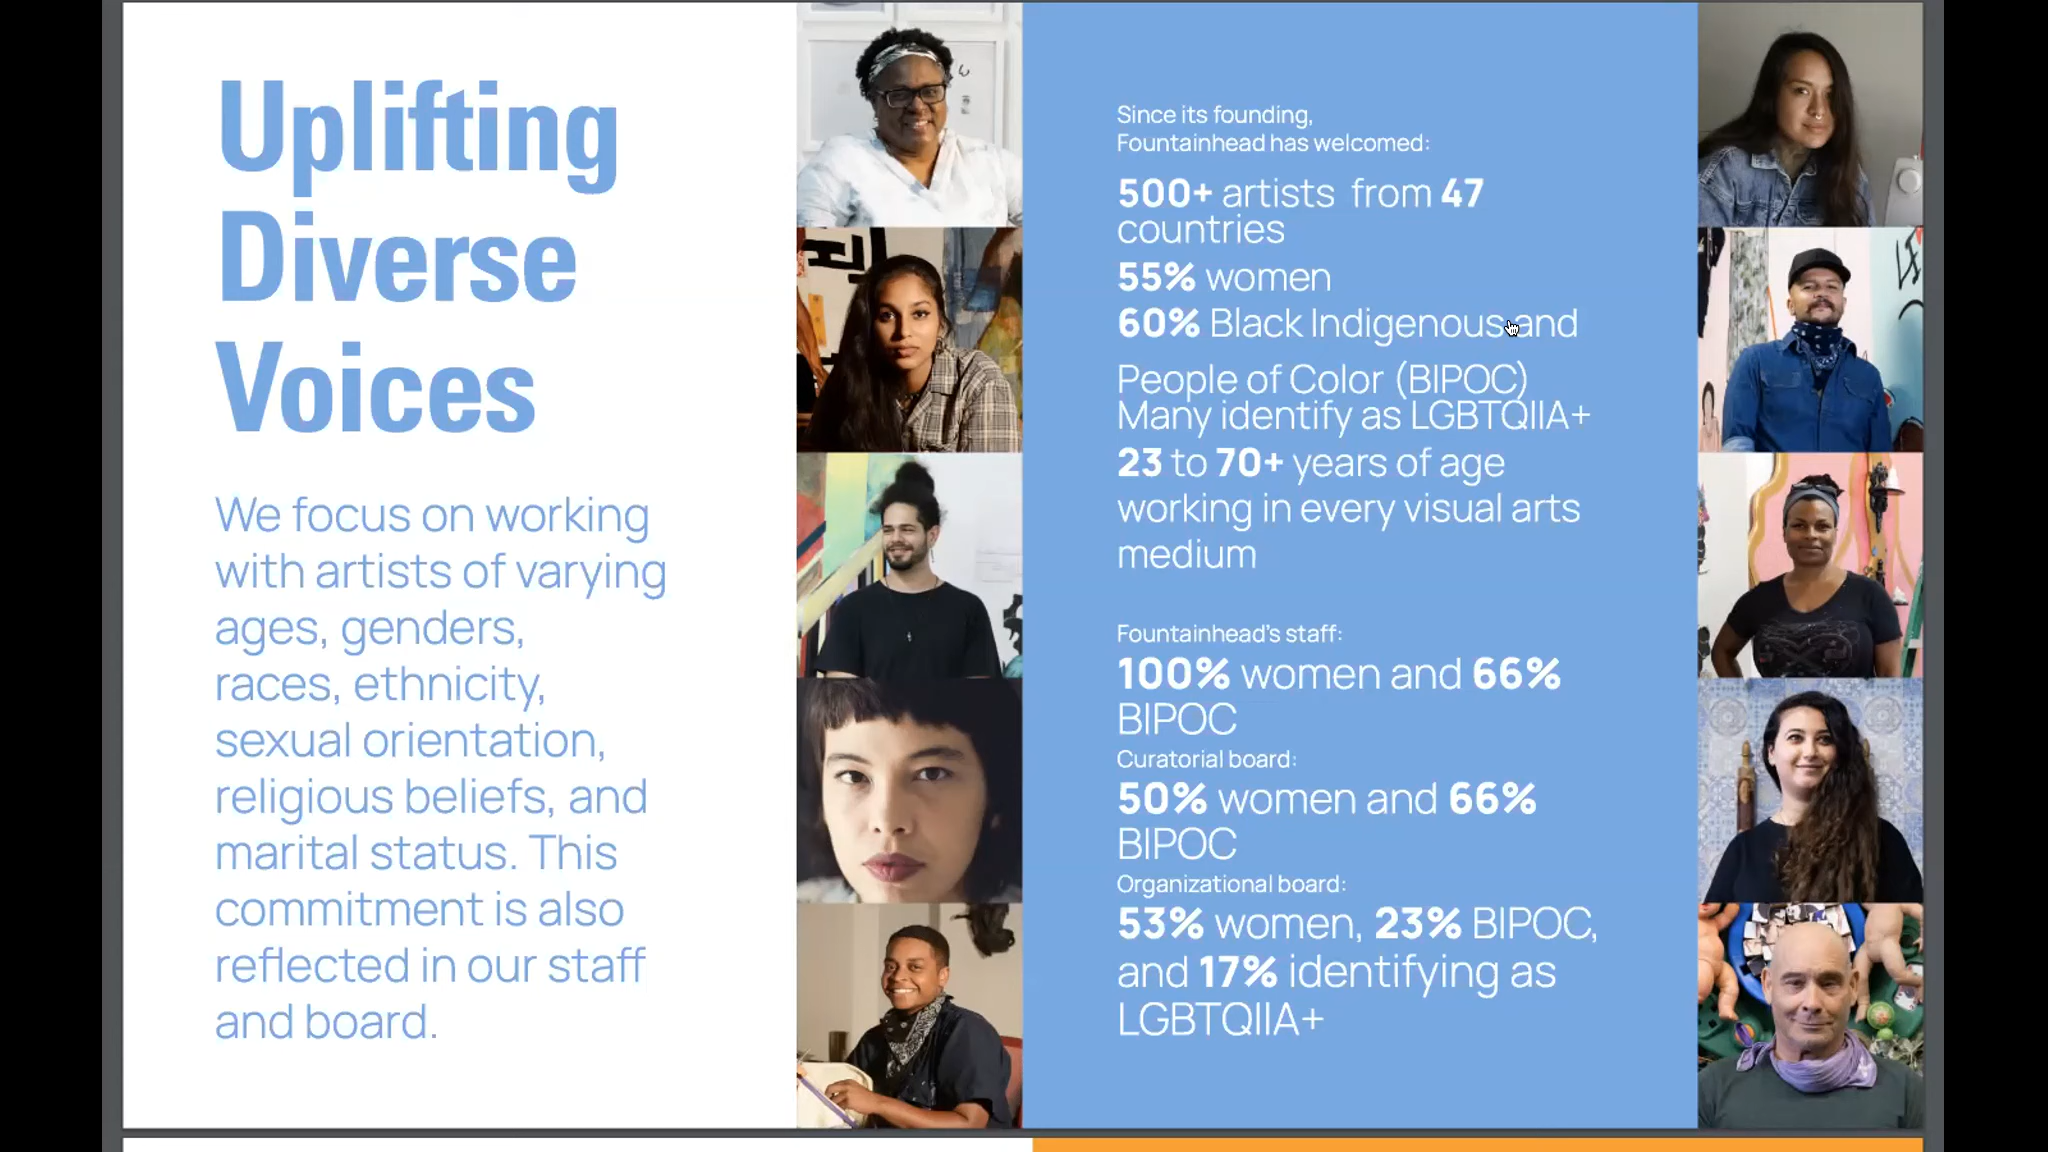 Uplifting
Diverse
Voices
We focus on working
with artists of varying
ages, genders,
races, ethnicity,
sexual orientation,
religious beliefs, and
marital status. This
commitment is also
reflected in our staff
and board.
Since its founding,
Fountainhead has welcomed:
500+ artists from 47
countries
55% women
60% Black Indigenous and
People of Color (BIPOC)
Many identify as LGBTQIIA+
23 to 70+ years of age
working in every visual arts
medium
Fountainhead's staff:
100% women and 66%
BIPOC
Curatorial board:
50% women and 66%
BIPOC
Organizational board:
53% women, 23% BIPOC,
and 17% identifying as
LGBTQIIA+